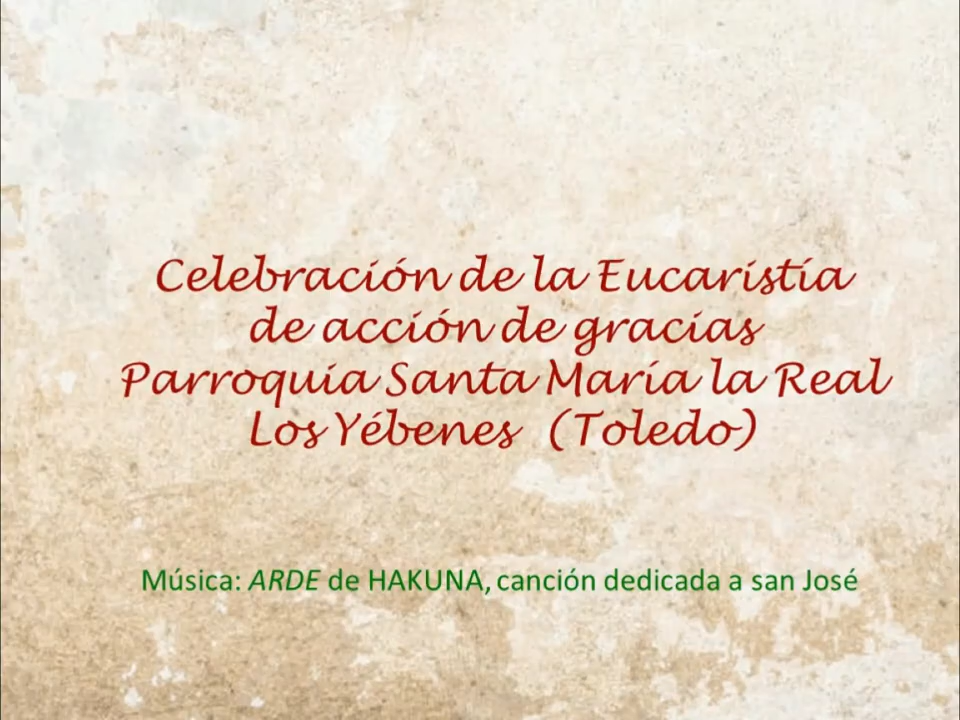 Celebración de la Eucaristía
de acción de gracias
Parroquia Santa María la Real
Los Yébenes (Toledo)
Música: ARDE de HAKUNA, canción dedicada a san José